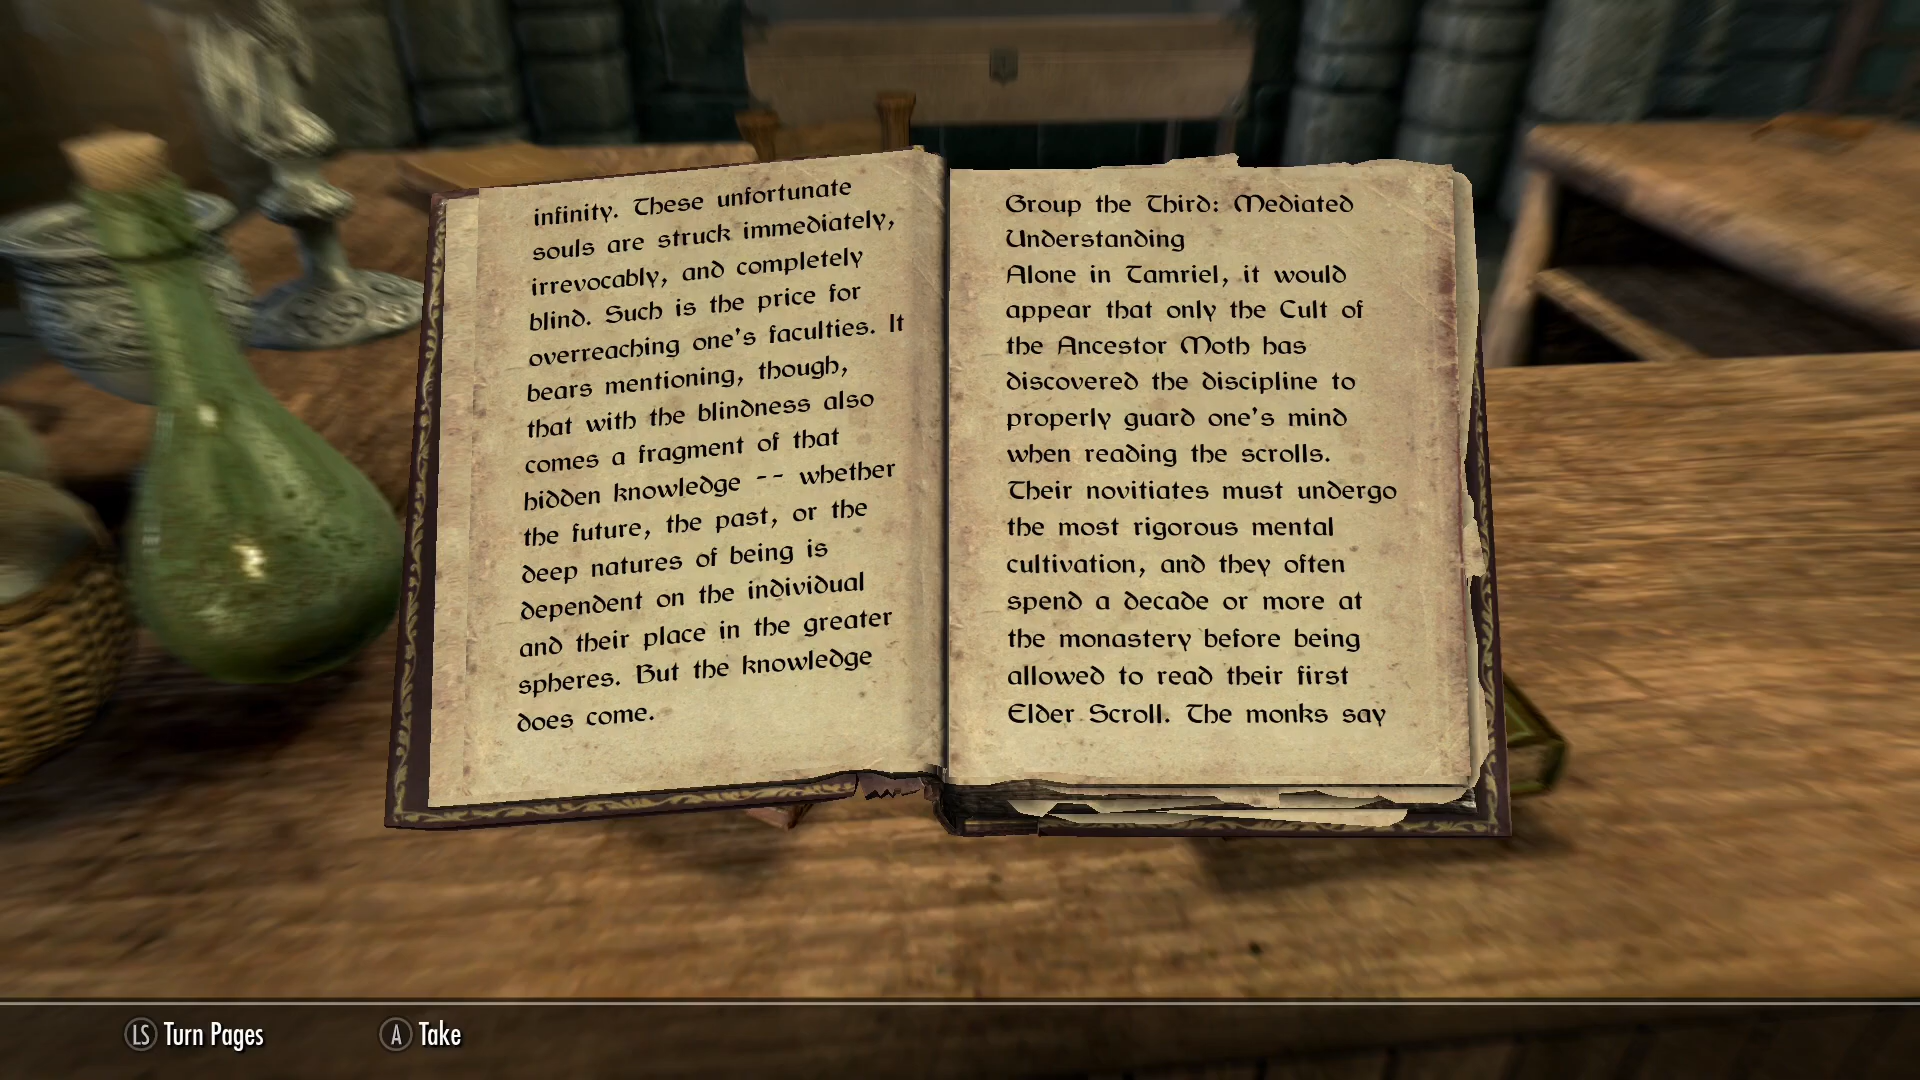 infinity. These unfortunate
souls are struck immediately,
irrevocably, and completely
blind. Such is the price for
overreaching one's faculties. It
bears mentioning, though,
that with the blindness also
comes a fragment of that
hidden knowledge -- whether
the future, the past, or the
deep natures of being is
dependent on the individual
and their place in the greater
spheres. But the knowledge
does come.
Group the Third: Mediated
Understanding
Alone in Tamriel, it would
appear that only the Cult of
the Ancestor Moth has
discovered the discipline to
properly guard one's mind
when reading the scrolls.
Their novitiates must undergo
the most rigorous mental
cultivation, and they often
spend a decade or more at
the monastery before being
allowed to read their first
Elder Scroll. The monks say
LS Turn Pages
A Take